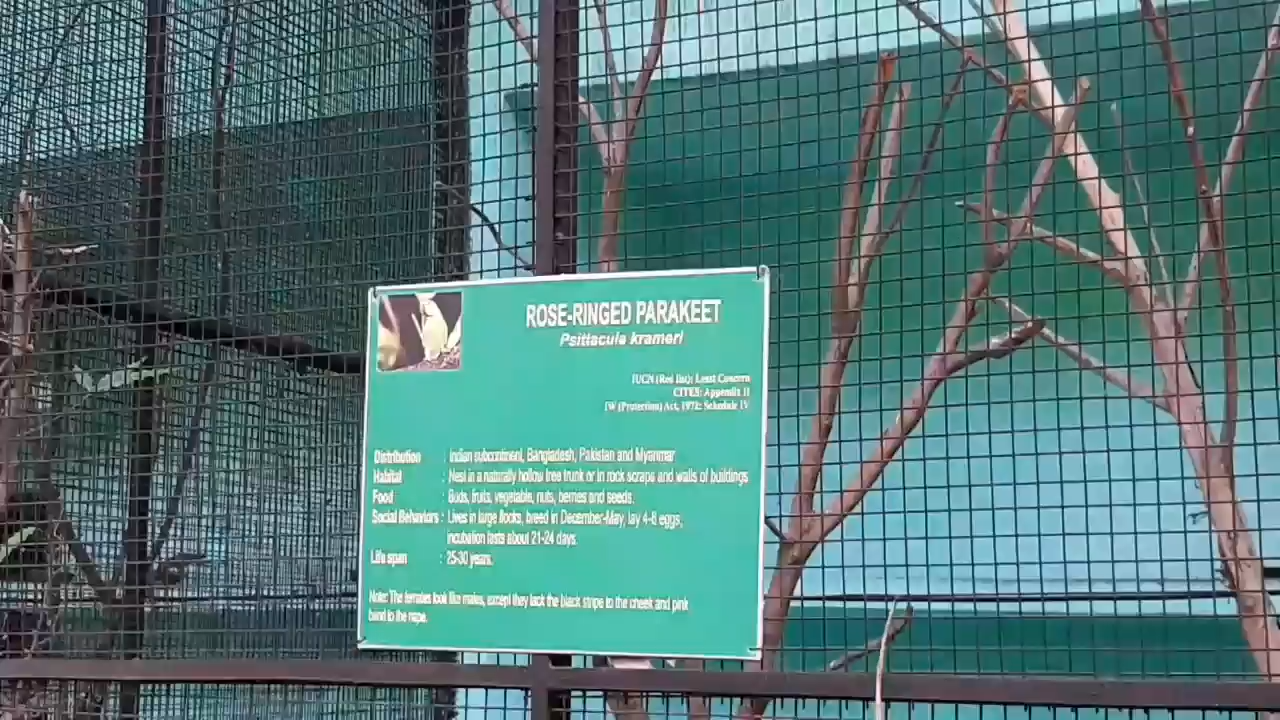 ROSE-RINGED PARAKEET
Psittacula krameri
IUCN (Red list): Least Concern
CITES: Appendix II
IW (Protection) Act, 1972: Schedule IV
Distribution : Indian subcontinent, Bangladesh, Pakistan and Myanmar
Habital : Nest in a naturally hollow tree trunk or in rock scraps and walls of buildings
Food : Buds, fruits, vegetable, nuts, berries and seeds.
Social Behaviors : Lives in large flocks, breed in December-May, lay 4-6 eggs,
incubation lasts about 21-24 days.
Life span : 25-30 years.
Note: The females look like males, except they lack the black stripe to the cheek and pink
band to the nape.